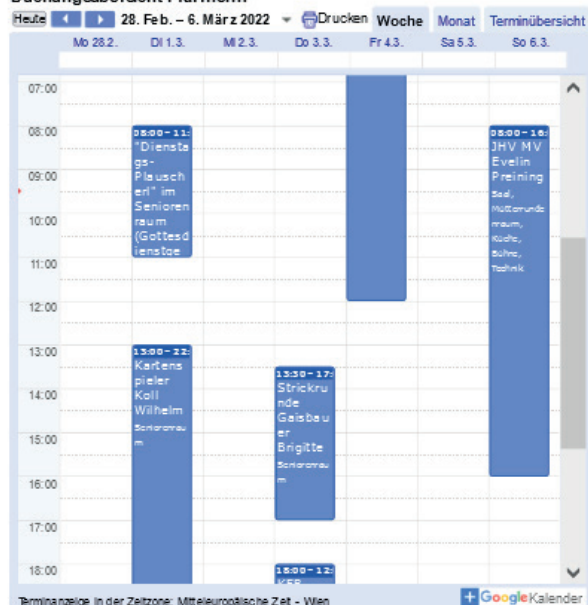 Heute 28. Feb. – 6. März 2022 Drucken Woche Monat Terminübersicht
Mo 28.2. Di 1.3. Mi 2.3. Do 3.3. Fr 4.3. Sa 5.3. So 6.3.
07:00
08:00
09:00
10:00
11:00
12:00
13:00
14:00
15:00
16:00
17:00
18:00
08:00 – 11:
"Diensta
gs-
Plausch
erl" im
Senioren
raum
(Gottesd
ienstge
13:00 – 22:
Kartens
pieler
Koll
Wilhelm
Seniorenrau
m
13:30 – 17:
Strickru
nde
Gaisbau
er
Brigitte
Seniorenrau
m
18:00 – 12:
08:00 – 16:
JHV MV
Evelin
Preining
Saal,
Mütterrunde
nraum,
Küche,
Bühne,
Technik
Terminanzeige in der Zeitzone: Mitteleuropäische Zeit - Wien
Google Kalender